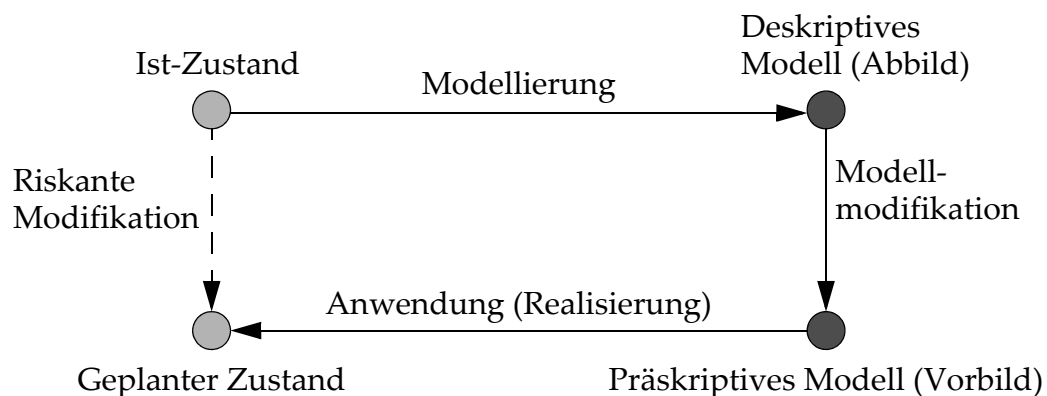 Ist-Zustand
Modellierung
Deskriptives
Modell (Abbild)
Riskante
Modifikation
Modell-
modifikation
Anwendung (Realisierung)
Geplanter Zustand
Präskriptives Modell (Vorbild)